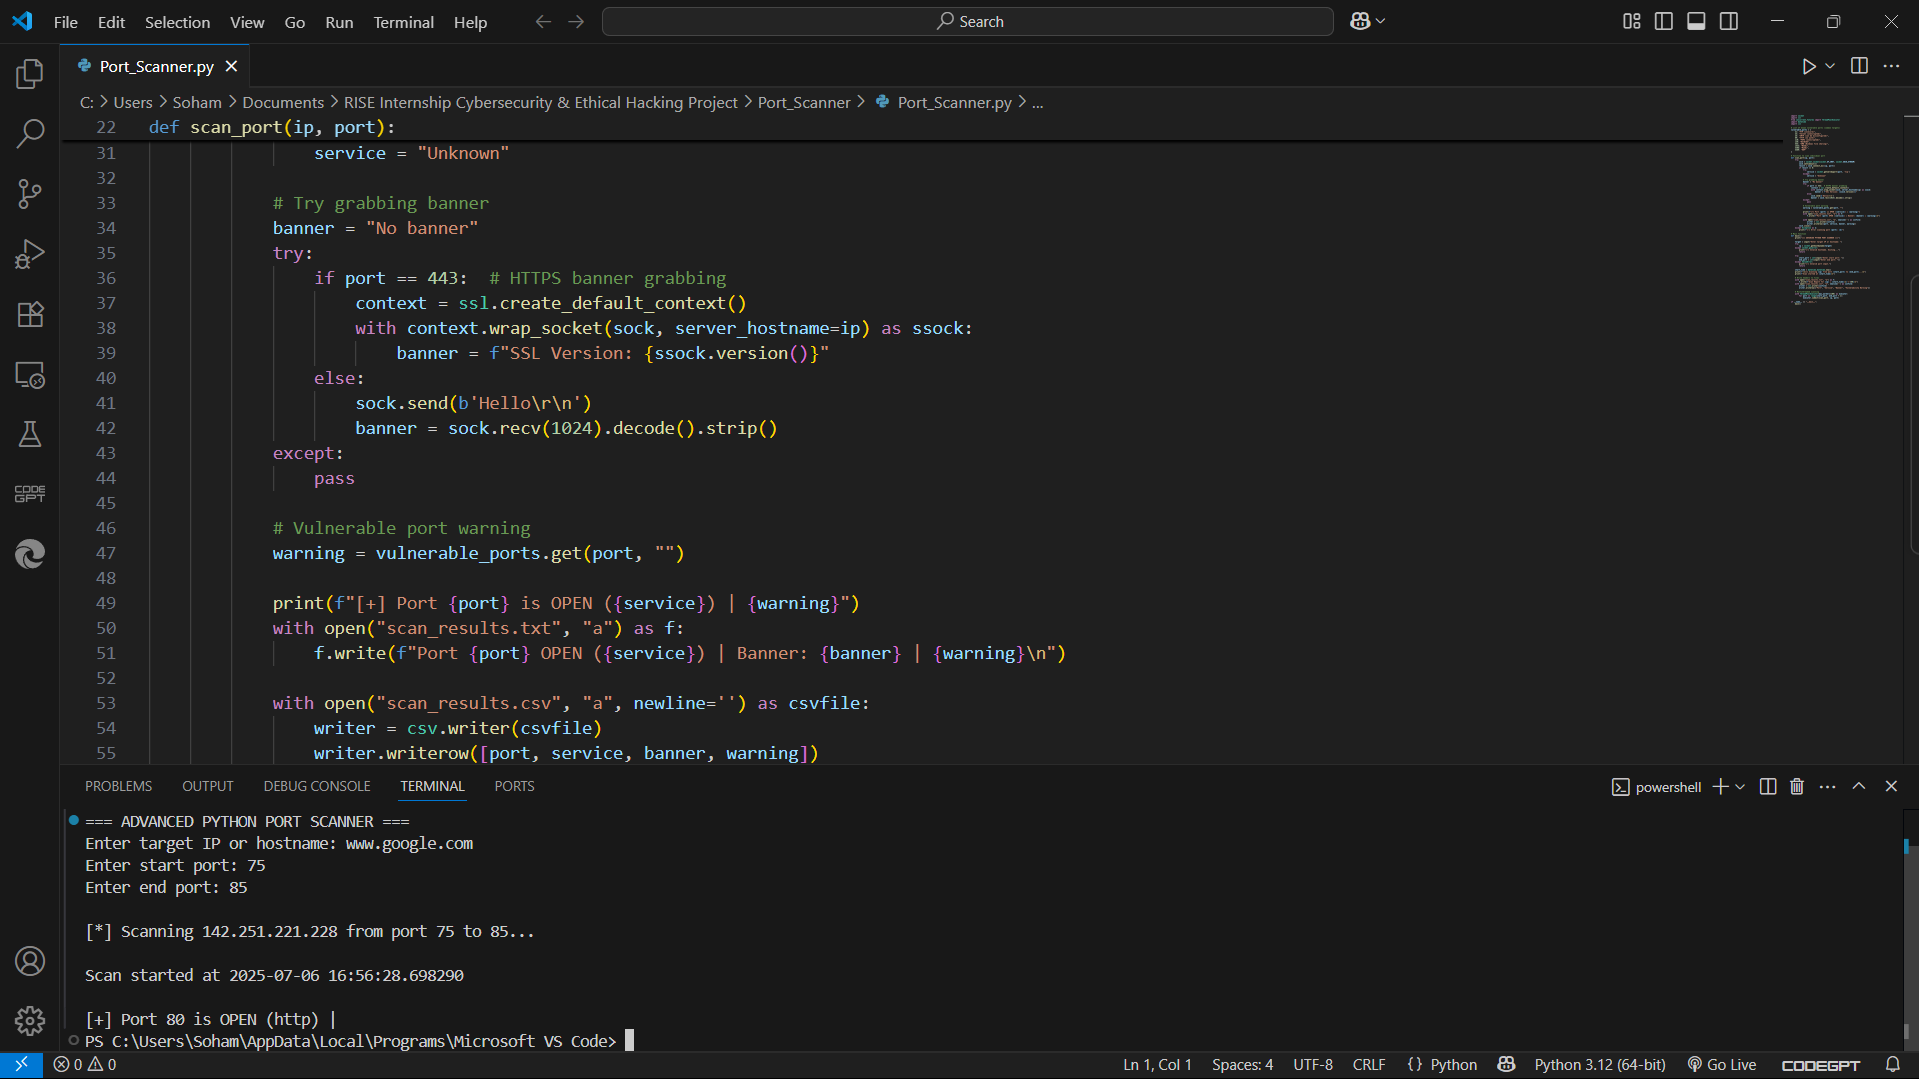 File Edit Selection View Go Run Terminal Help
Search
Port_Scanner.py
C: > Users > Soham > Documents > RISE Internship Cybersecurity & Ethical Hacking Project > Port_Scanner > Port_Scanner.py > ...
22 def scan_port(ip, port):
31 service = "Unknown"
32
33 # Try grabbing banner
34 banner = "No banner"
35 try:
36 if port == 443:  # HTTPS banner grabbing
37 context = ssl.create_default_context()
38 with context.wrap_socket(sock, server_hostname=ip) as ssock:
39 banner = f"SSL Version: {ssock.version()}"
40 else:
41 sock.send(b'Hello\r\n')
42 banner = sock.recv(1024).decode().strip()
43 except:
44 pass
45
46 # Vulnerable port warning
47 warning = vulnerable_ports.get(port, "")
48
49 print(f"[+] Port {port} is OPEN ({service}) | {warning}")
50 with open("scan_results.txt", "a") as f:
51 f.write(f"Port {port} OPEN ({service}) | Banner: {banner} | {warning}\n")
52
53 with open("scan_results.csv", "a", newline='') as csvfile:
54 writer = csv.writer(csvfile)
55 writer.writerow([port, service, banner, warning])
CODE
GPT
PROBLEMS OUTPUT DEBUG CONSOLE TERMINAL PORTS
powershell
=== ADVANCED PYTHON PORT SCANNER ===
Enter target IP or hostname: www.google.com
Enter start port: 75
Enter end port: 85
[*] Scanning 142.251.221.228 from port 75 to 85...
Scan started at 2025-07-06 16:56:28.698290
[+] Port 80 is OPEN (http) |
PS C:\Users\Soham\AppData\Local\Programs\Microsoft VS Code>
0 0
Ln 1, Col 1 Spaces: 4 UTF-8 CRLF {} Python Python 3.12 (64-bit) Go Live CODEGPT